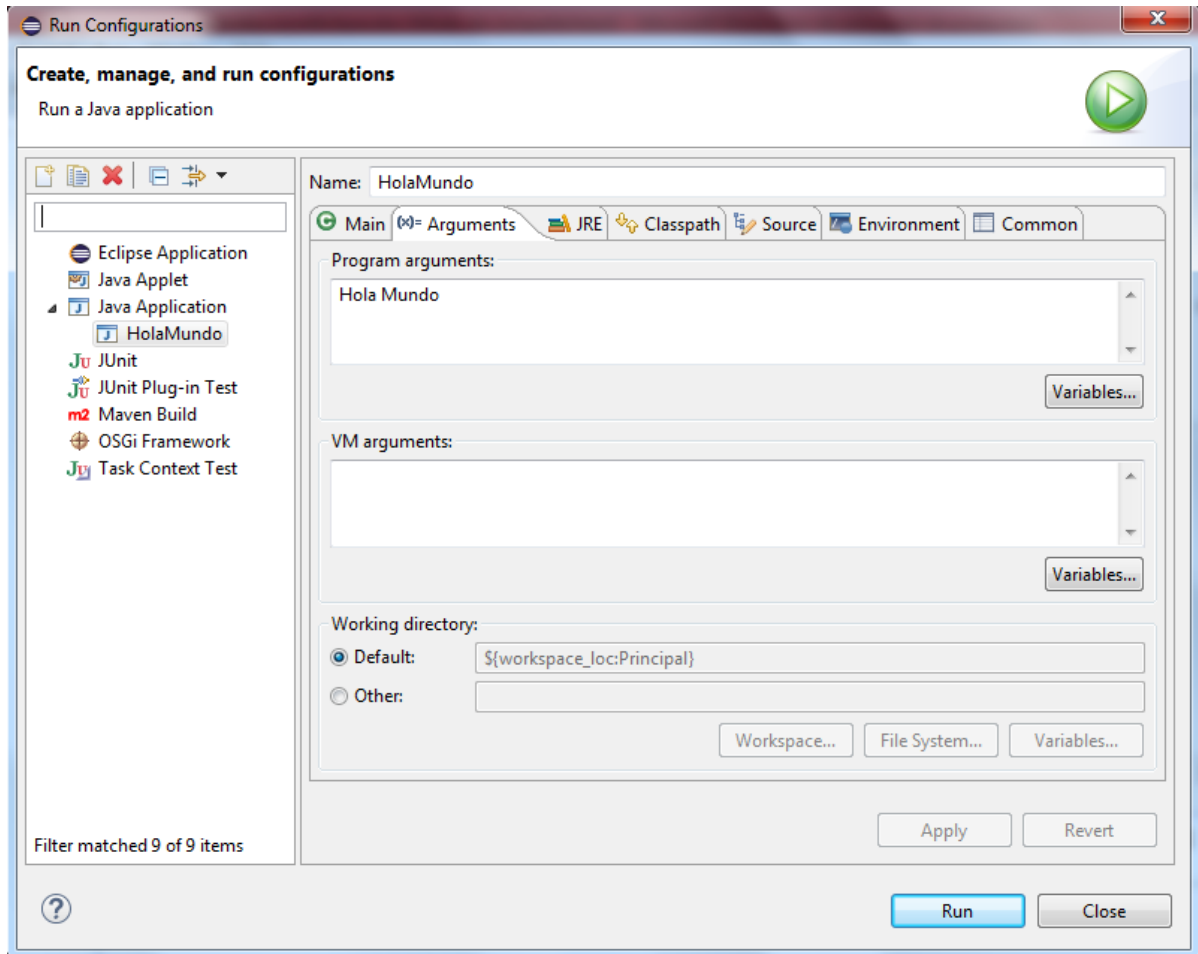 Run Configurations
Create, manage, and run configurations
Run a Java application
Name: HolaMundo
Main (x)= Arguments JRE Classpath Source Environment Common
Eclipse Application
Java Applet
Java Application
HolaMundo
JU JUnit
JU JUnit Plug-in Test
m2 Maven Build
OSGi Framework
JU Task Context Test
Filter matched 9 of 9 items
Program arguments:
Hola Mundo
Variables...
VM arguments:
Variables...
Working directory:
Default: ${workspace_loc:Principal}
Other:
Workspace... File System... Variables...
Apply Revert
Run Close